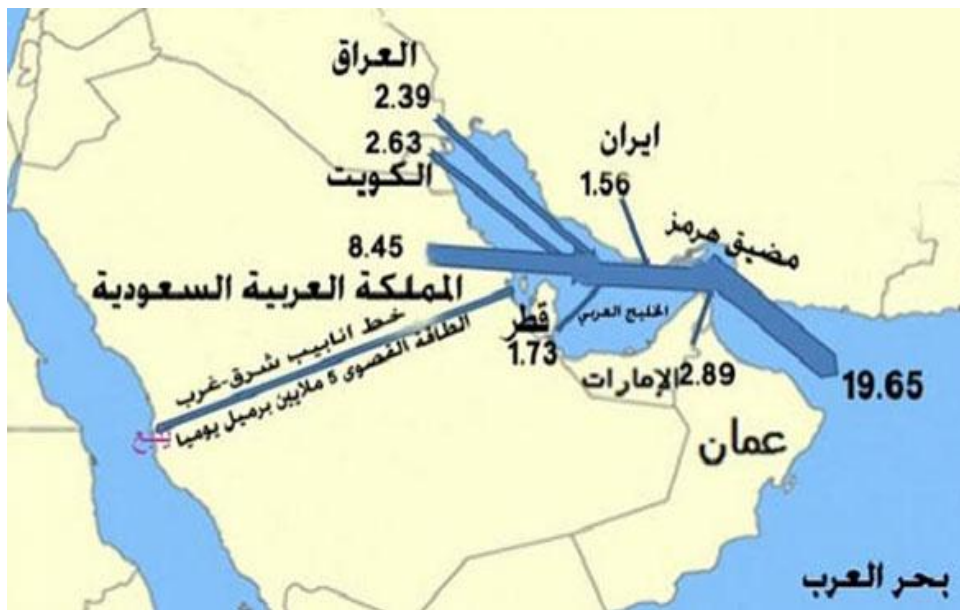 العراق
2.39
2.63
الكويت
ايران
1.56
مضيق هرمز
8.45
المملكة العربية السعودية
خط انابيب شرق-غرب
الطاقة القصوى 5 ملايين برميل يوميا
ينبع
قطر
1.73
الخليج العربي
الإمارات
2.89
19.65
عمان
بحر العرب